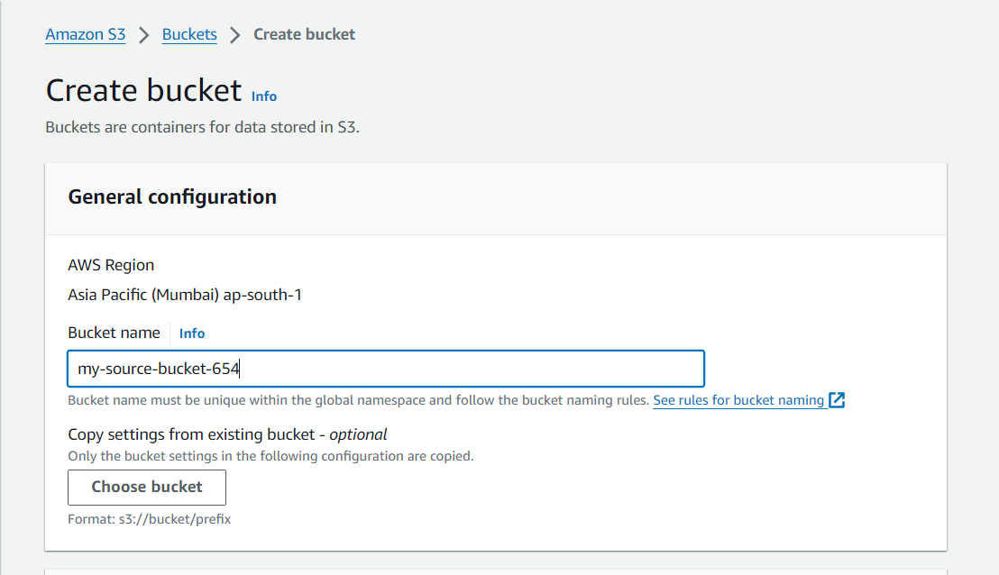 Amazon S3 > Buckets > Create bucket
Create bucket Info
Buckets are containers for data stored in S3.
General configuration
AWS Region
Asia Pacific (Mumbai) ap-south-1
Bucket name Info
my-source-bucket-654
Bucket name must be unique within the global namespace and follow the bucket naming rules. See rules for bucket naming
Copy settings from existing bucket - optional
Only the bucket settings in the following configuration are copied.
Choose bucket
Format: s3://bucket/prefix